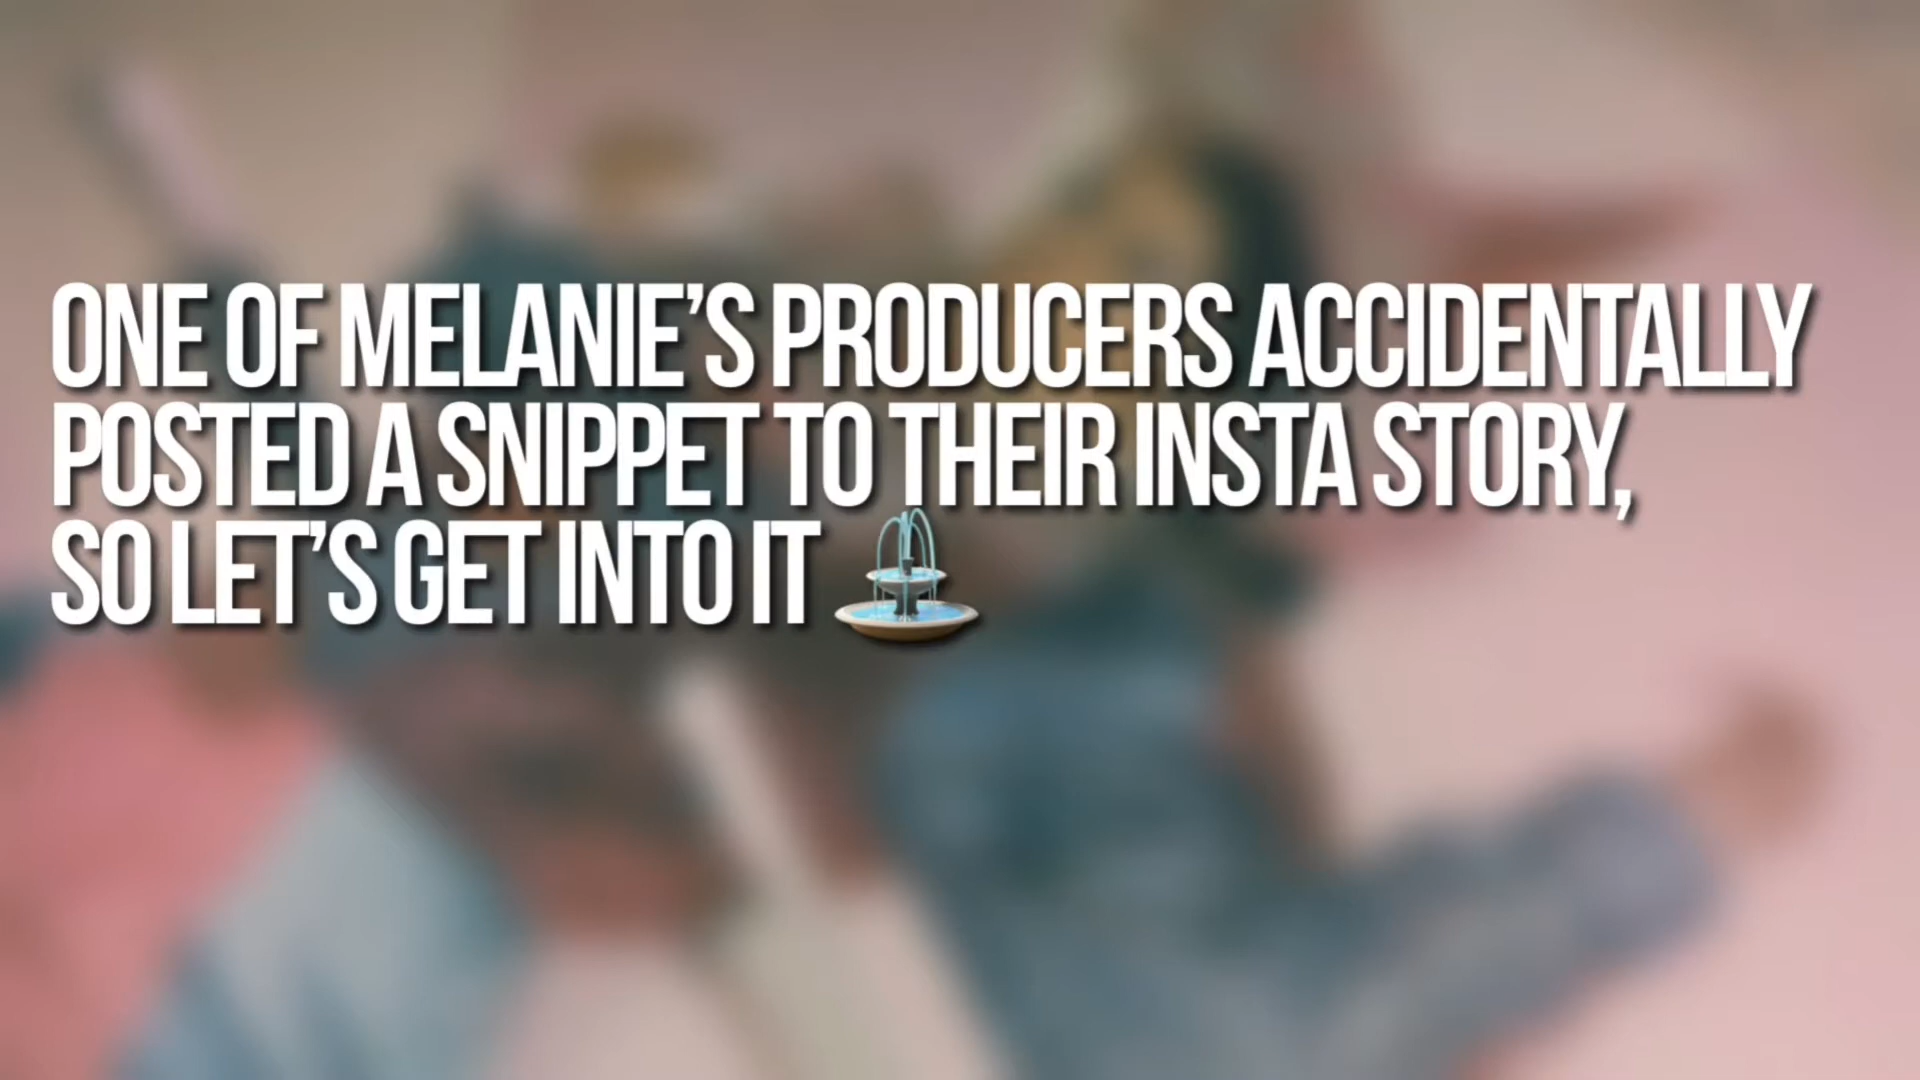 ONE OF MELANIE'S PRODUCERS ACCIDENTALLY
POSTED A SNIPPET TO THEIR INSTA STORY,
SO LET'S GET INTO IT ⛲